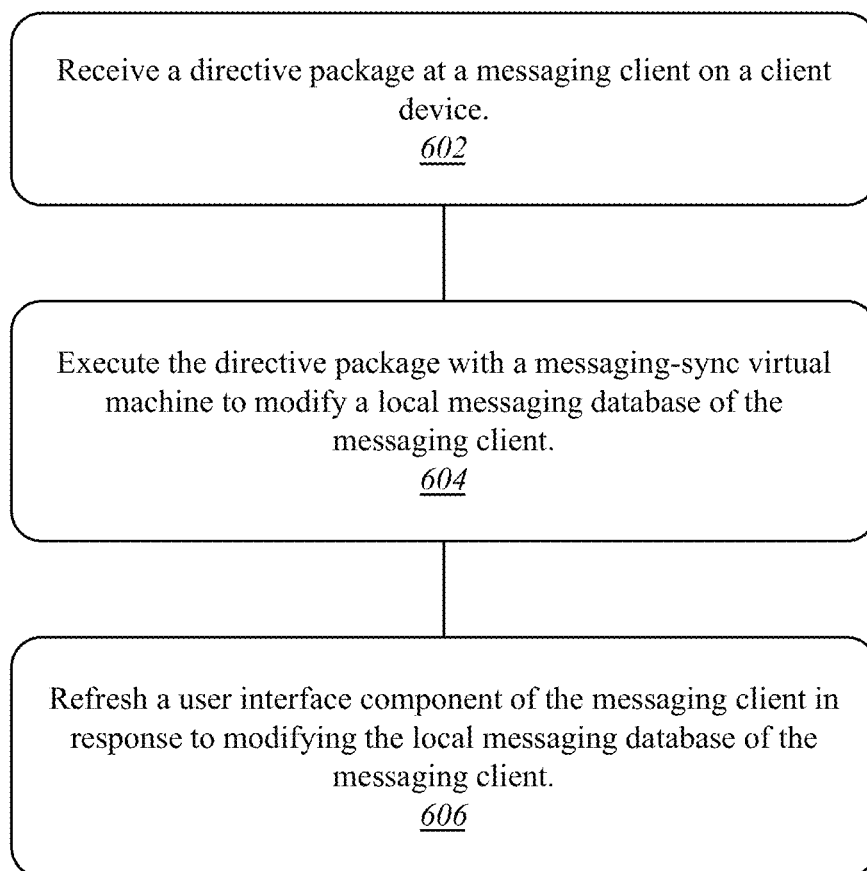 Receive a directive package at a messaging client on a client
device.
602
Execute the directive package with a messaging-sync virtual
machine to modify a local messaging database of the
messaging client.
604
Refresh a user interface component of the messaging client in
response to modifying the local messaging database of the
messaging client.
606